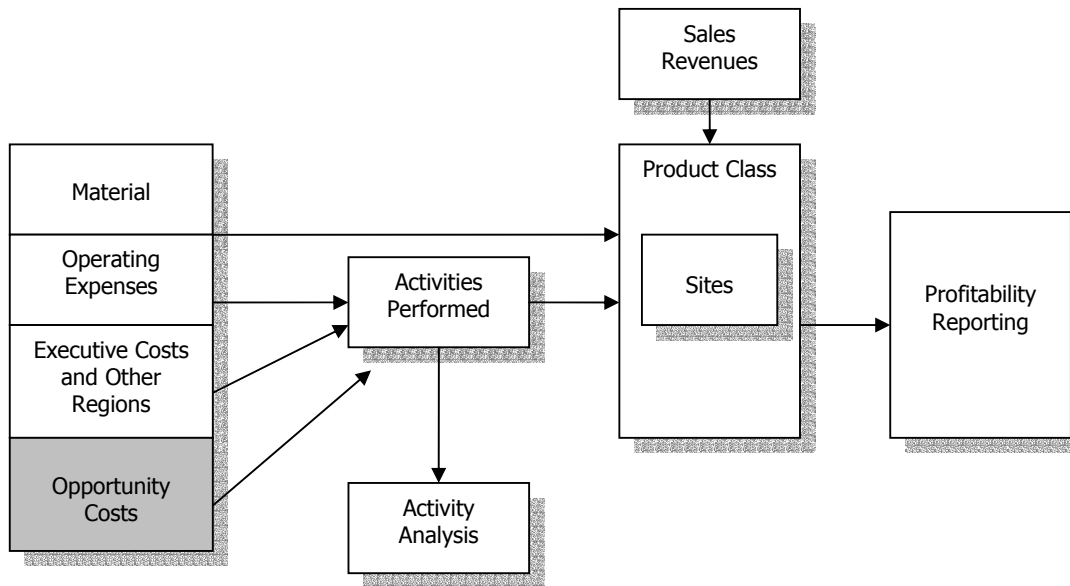 Sales
Revenues
Product Class
Material
Operating
Expenses
Activities
Performed
Sites
Profitability
Reporting
Executive Costs
and Other
Regions
Opportunity
Costs
Activity
Analysis